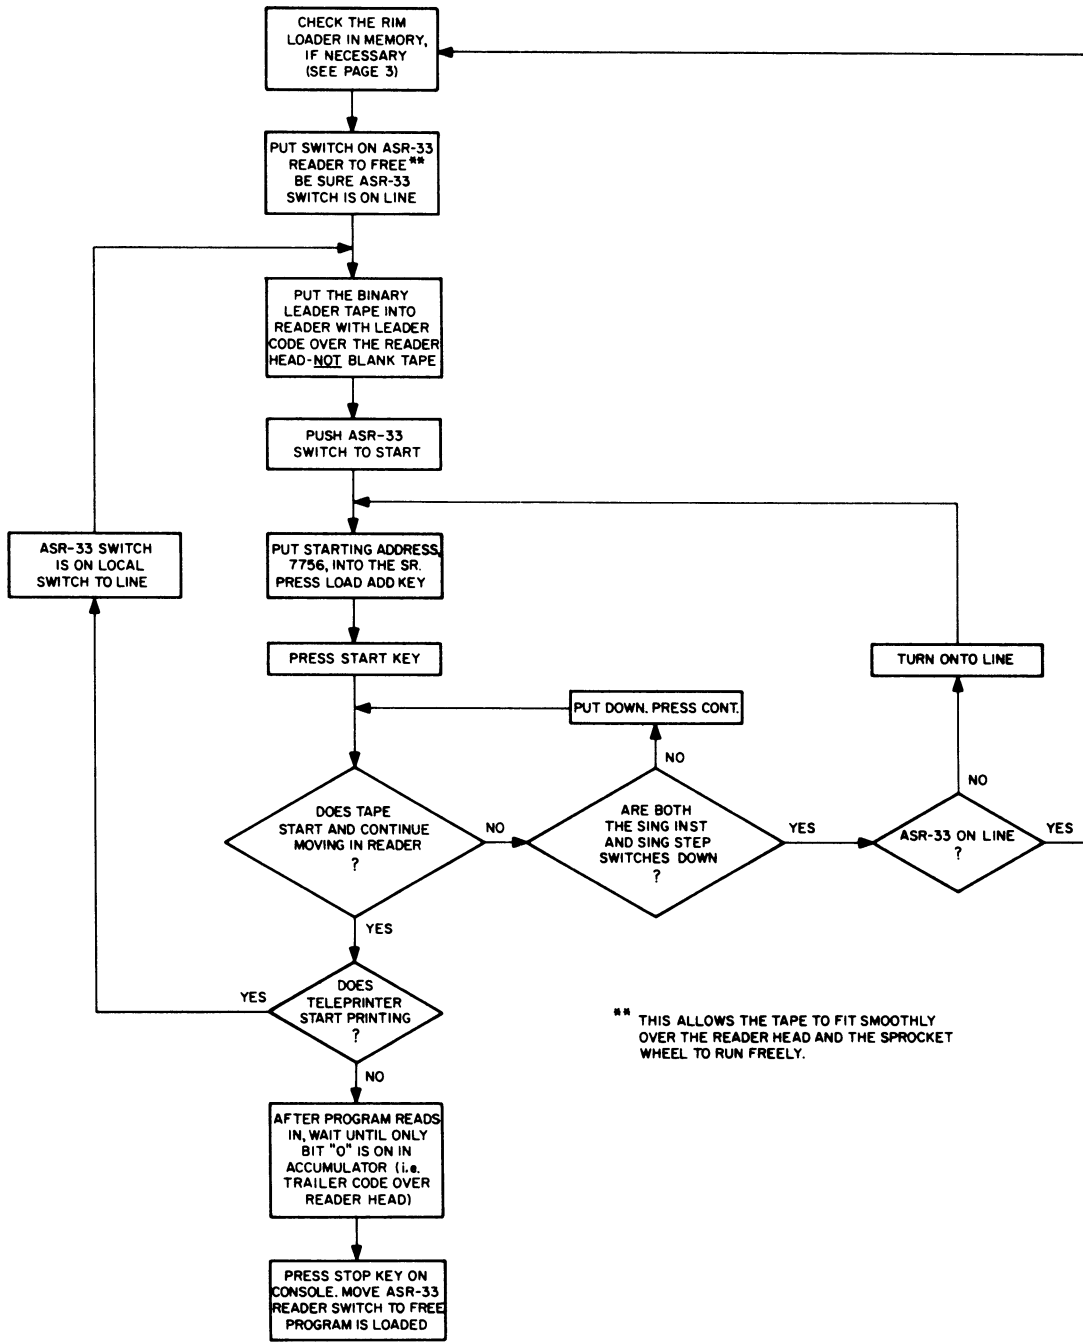 CHECK THE RIM
LOADER IN MEMORY,
IF NECESSARY
(SEE PAGE 3)
PUT SWITCH ON ASR-33
READER TO FREE**
BE SURE ASR-33
SWITCH IS ON LINE
PUT THE BINARY
LEADER TAPE INTO
READER WITH LEADER
CODE OVER THE READER
HEAD-NOT BLANK TAPE
PUSH ASR-33
SWITCH TO START
ASR-33 SWITCH
IS ON LOCAL
SWITCH TO LINE
PUT STARTING ADDRESS,
7756, INTO THE SR.
PRESS LOAD ADD KEY
PRESS START KEY
TURN ONTO LINE
PUT DOWN. PRESS CONT.
NO
NO
DOES TAPE
START AND CONTINUE
MOVING IN READER
?
NO
ARE BOTH
THE SING INST
AND SING STEP
SWITCHES DOWN
?
YES
ASR-33 ON LINE
?
YES
YES
DOES
TELEPRINTER
START PRINTING
?
YES
NO
** THIS ALLOWS THE TAPE TO FIT SMOOTHLY
OVER THE READER HEAD AND THE SPROCKET
WHEEL TO RUN FREELY.
AFTER PROGRAM READS
IN, WAIT UNTIL ONLY
BIT "O" IS ON IN
ACCUMULATOR (i.e.
TRAILER CODE OVER
READER HEAD)
PRESS STOP KEY ON
CONSOLE. MOVE ASR-33
READER SWITCH TO FREE
PROGRAM IS LOADED